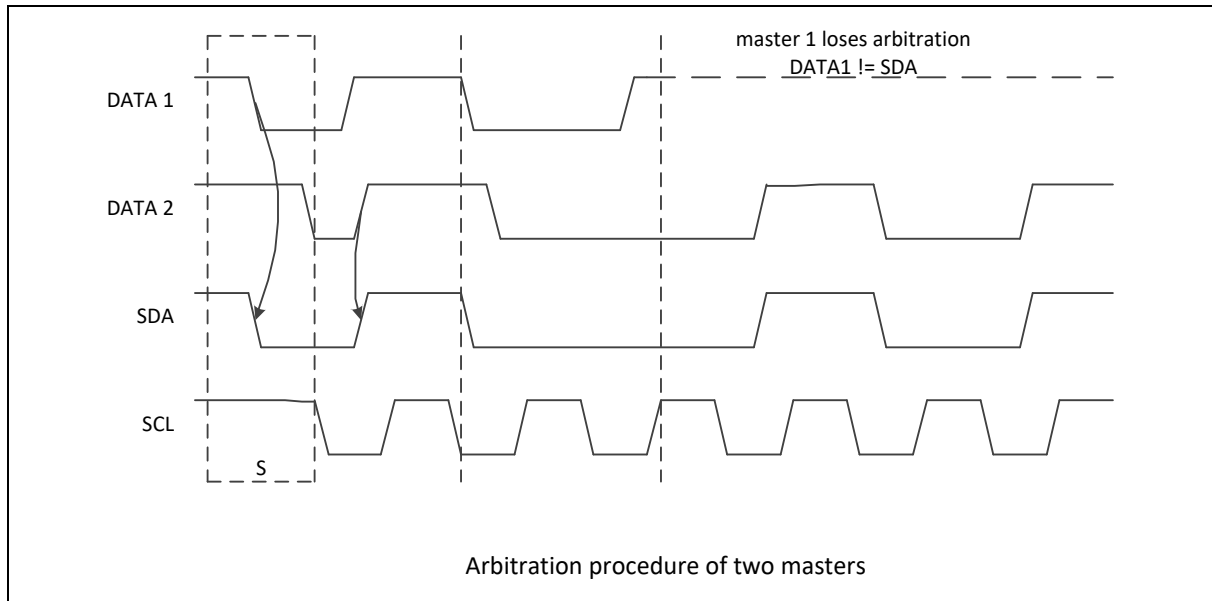 master 1 loses arbitration
DATA1 != SDA
DATA 1
DATA 2
SDA
SCL
S
Arbitration procedure of two masters